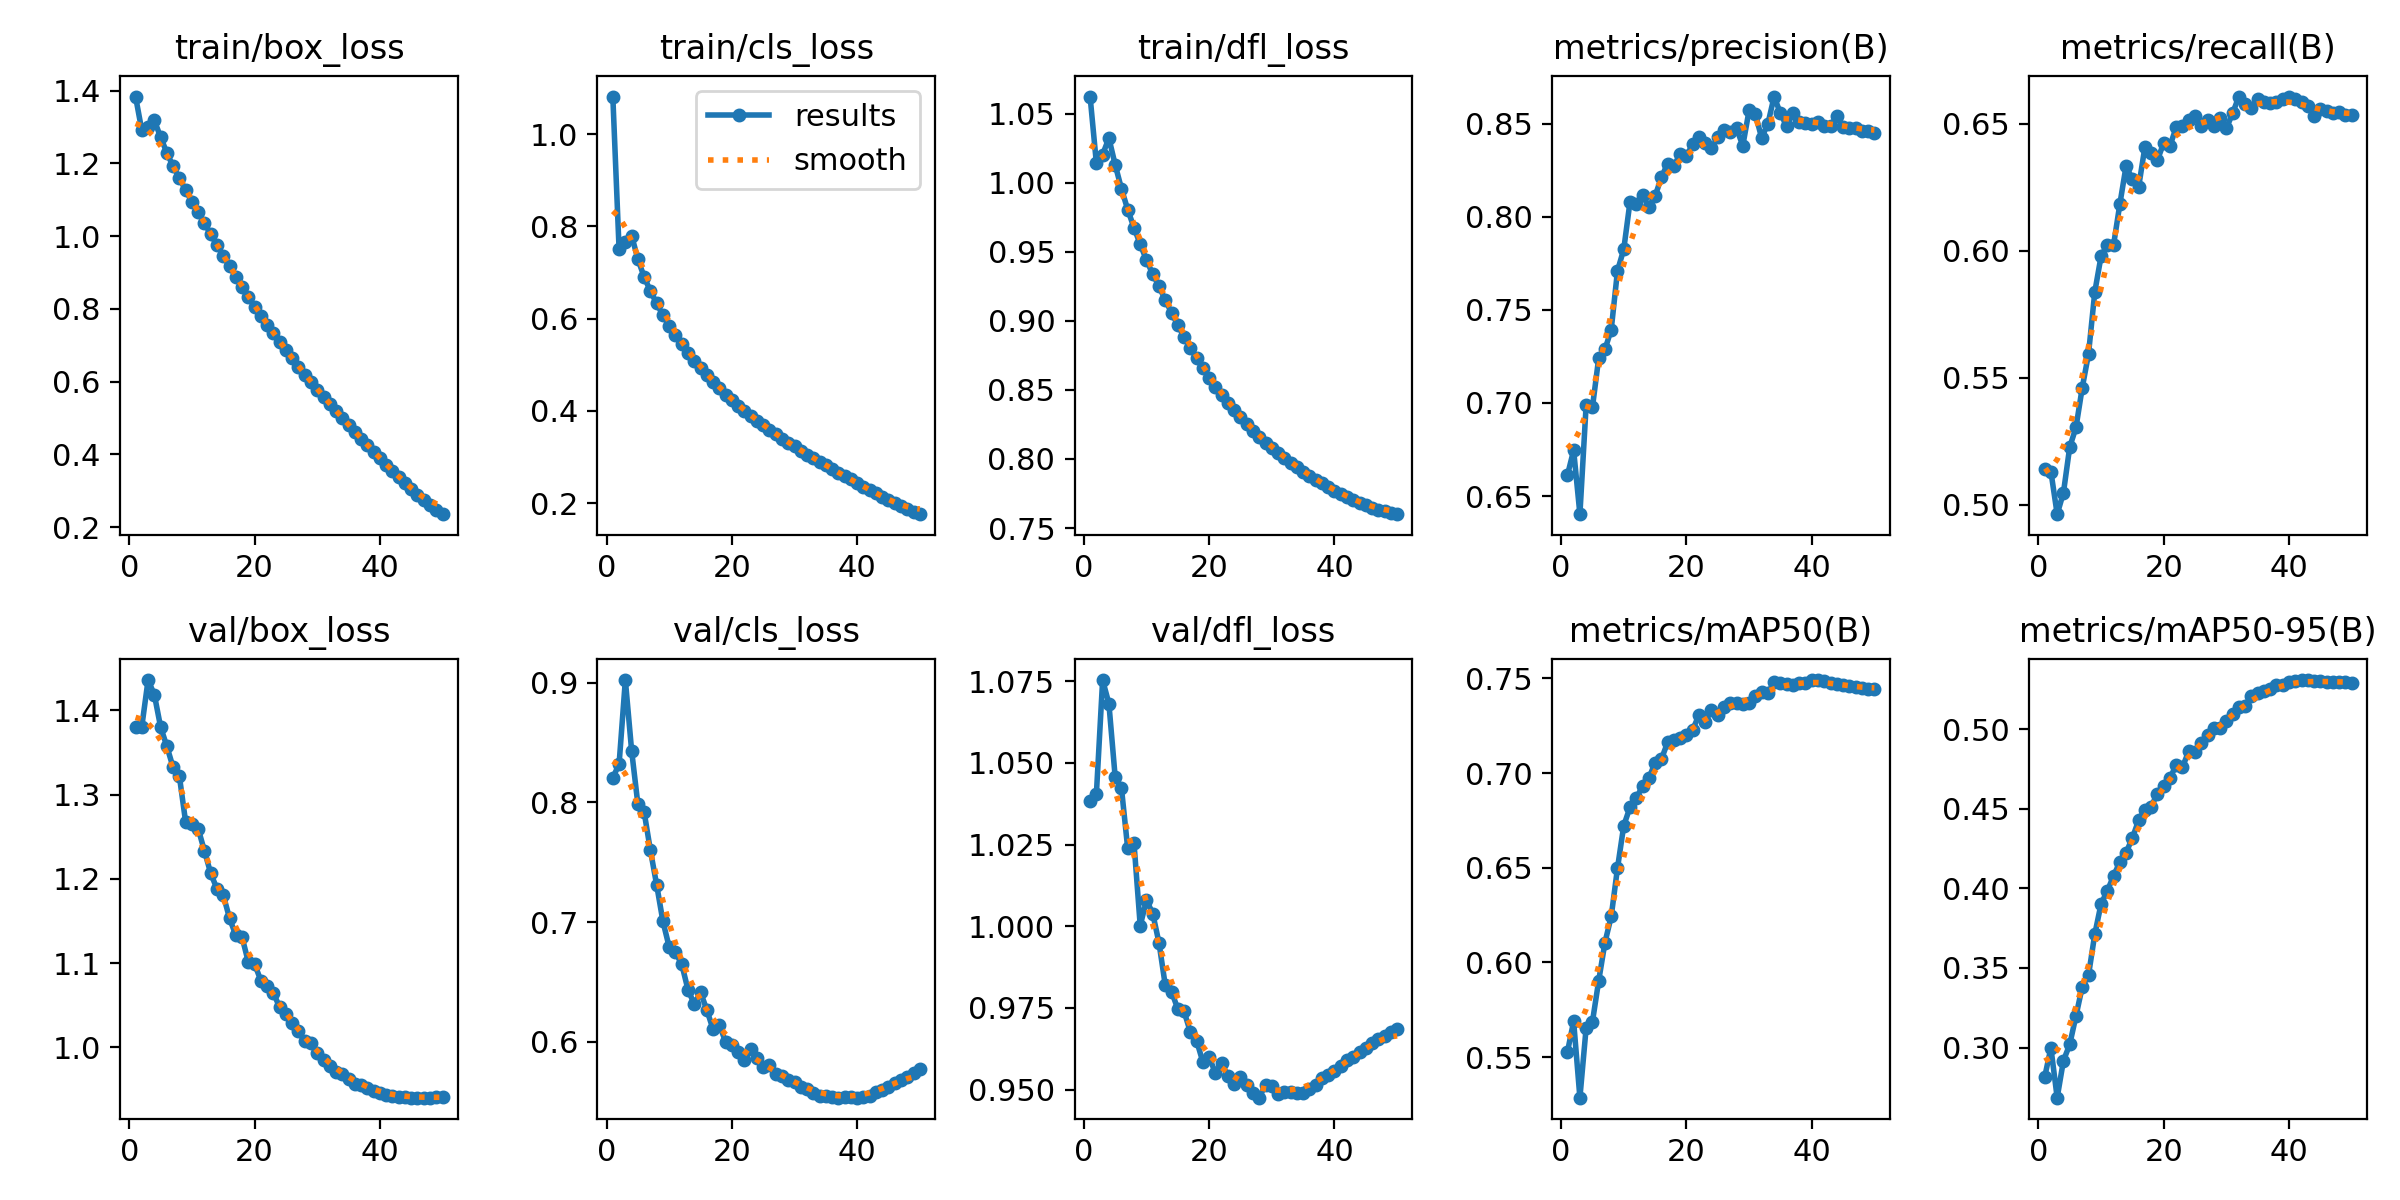 train/box_loss
1.4
1.2
1.0
0.8
0.6
0.4
0.2
0 20 40
train/cls_loss
results
smooth
1.0
0.8
0.6
0.4
0.2
0 20 40
train/dfl_loss
1.05
1.00
0.95
0.90
0.85
0.80
0.75
0 20 40
metrics/precision(B)
0.85
0.80
0.75
0.70
0.65
0 20 40
metrics/recall(B)
0.65
0.60
0.55
0.50
0 20 40
val/box_loss
1.4
1.3
1.2
1.1
1.0
0 20 40
val/cls_loss
0.9
0.8
0.7
0.6
0 20 40
val/dfl_loss
1.075
1.050
1.025
1.000
0.975
0.950
0 20 40
metrics/mAP50(B)
0.75
0.70
0.65
0.60
0.55
0 20 40
metrics/mAP50-95(B)
0.50
0.45
0.40
0.35
0.30
0 20 40